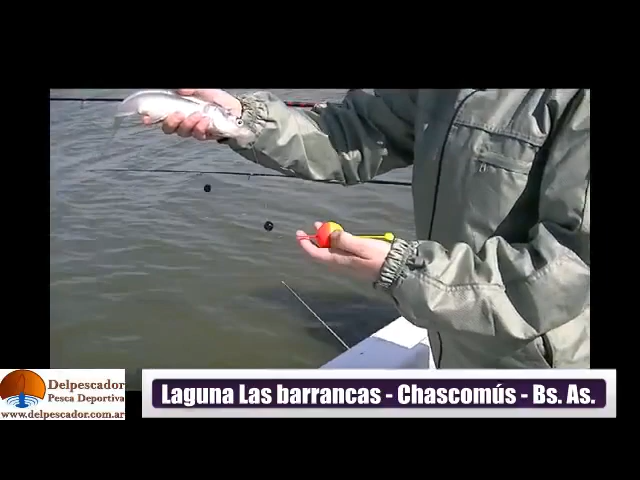 Delpescador
Pesca Deportiva
www.delpescador.com.ar
Laguna Las barrancas - Chascomús - Bs. As.